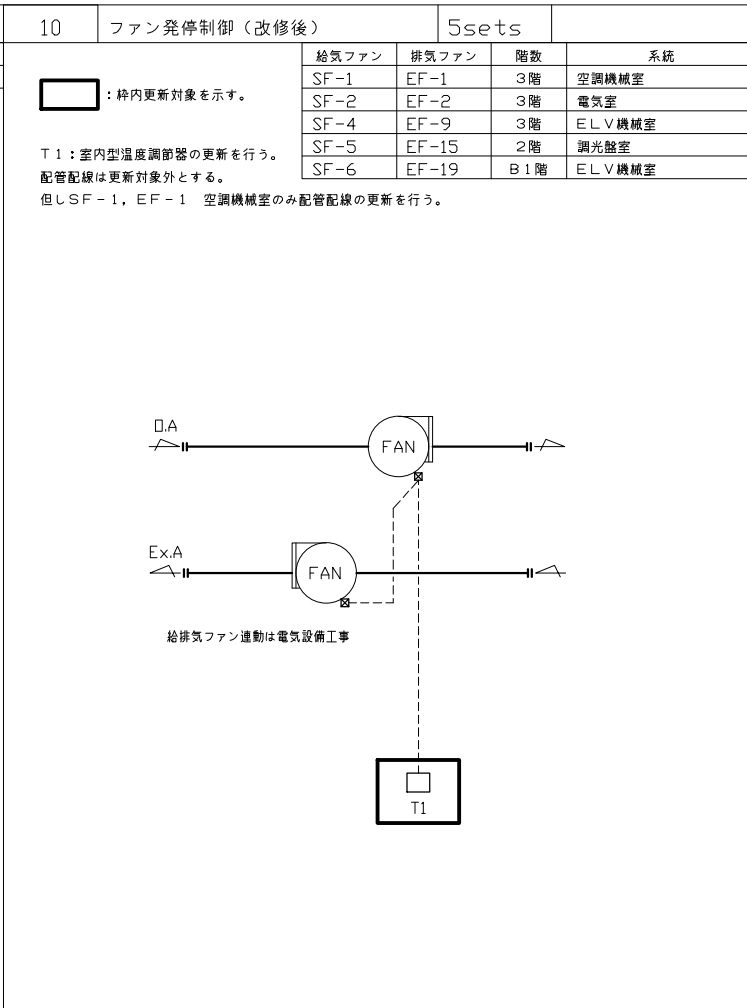 10 ファン発停制御（改修後） 5sets
給気ファン 排気ファン 階数 系統
SF-1 EF-1 3階 空調機械室
SF-2 EF-2 3階 電気室
SF-4 EF-9 3階 ＥＬＶ機械室
SF-5 EF-15 2階 調光盤室
SF-6 EF-19 Ｂ1階 ＥＬＶ機械室
：枠内更新対象を示す。
Ｔ１：室内型温度調節器の更新を行う。
配管配線は更新対象外とする。
但しＳＦ－１，ＥＦ－１　空調機械室のみ配管配線の更新を行う。
O.A
FAN
Ex.A
FAN
給排気ファン連動は電気設備工事
T1